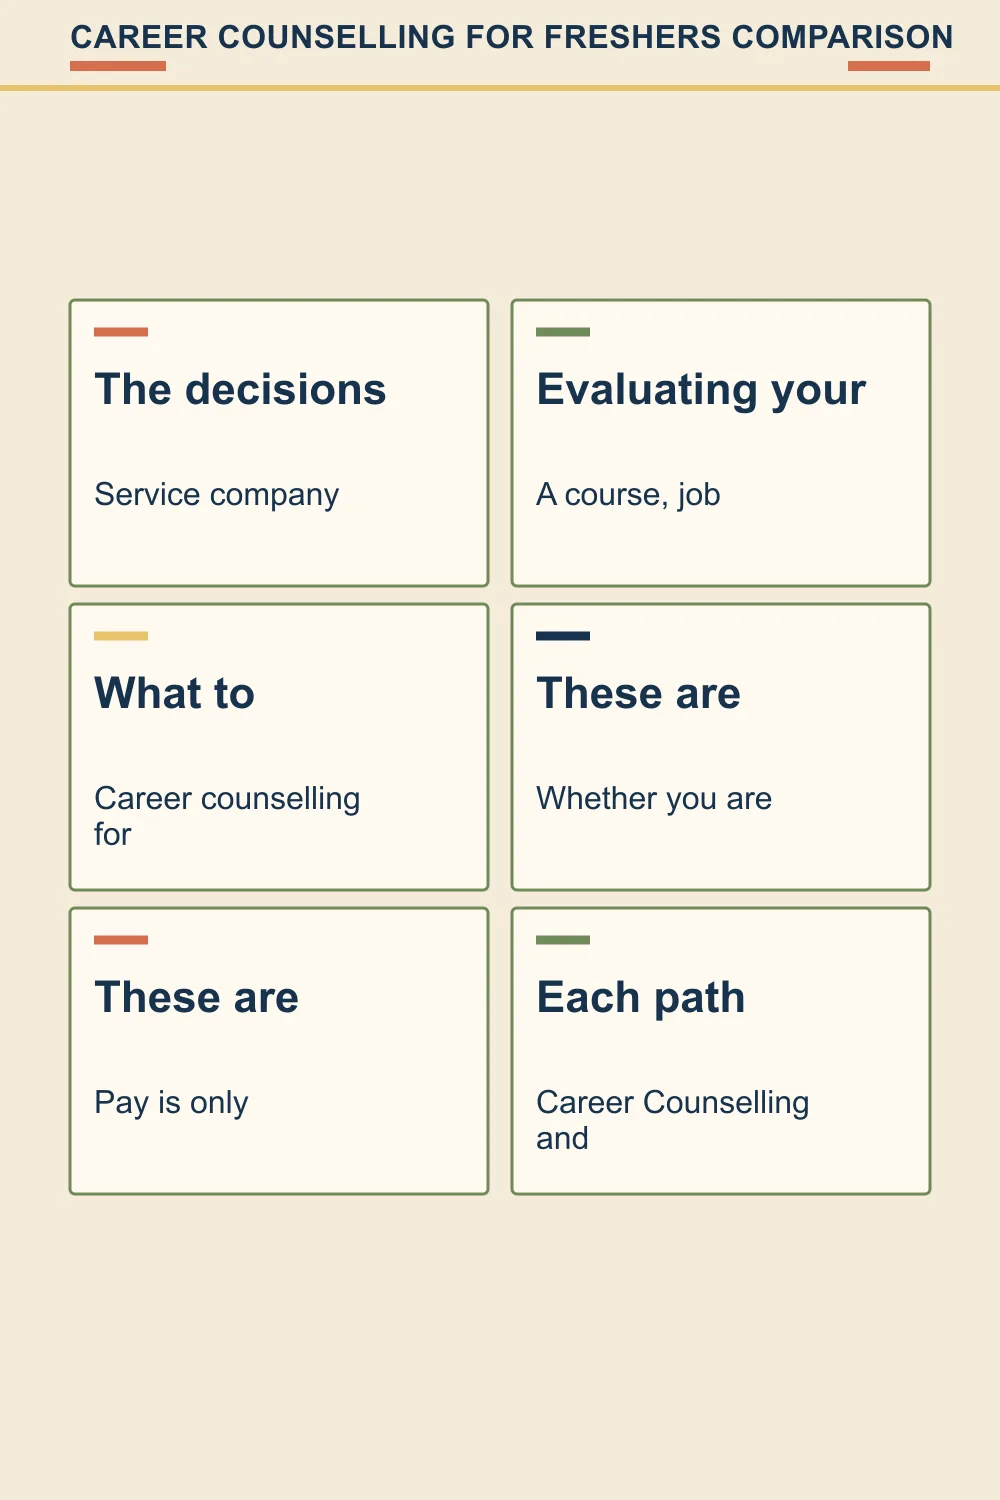 CAREER COUNSELLING FOR FRESHERS COMPARISON
The decisions
Service company
Evaluating your
A course, job
What to
Career counselling
for
These are
Whether you are
These are
Pay is only
Each path
Career Counselling
and